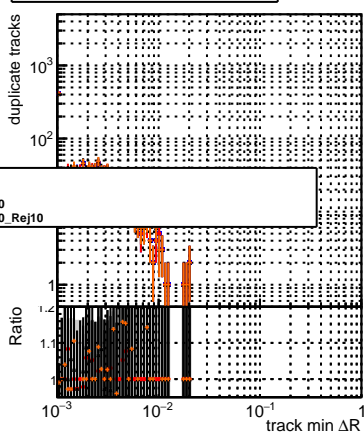 duplicate tracks
10³
10²
0
0_Rej10
1
Ratio
1.2
1.1
1
10⁻³
10⁻²
10⁻¹
1
track min ΔR